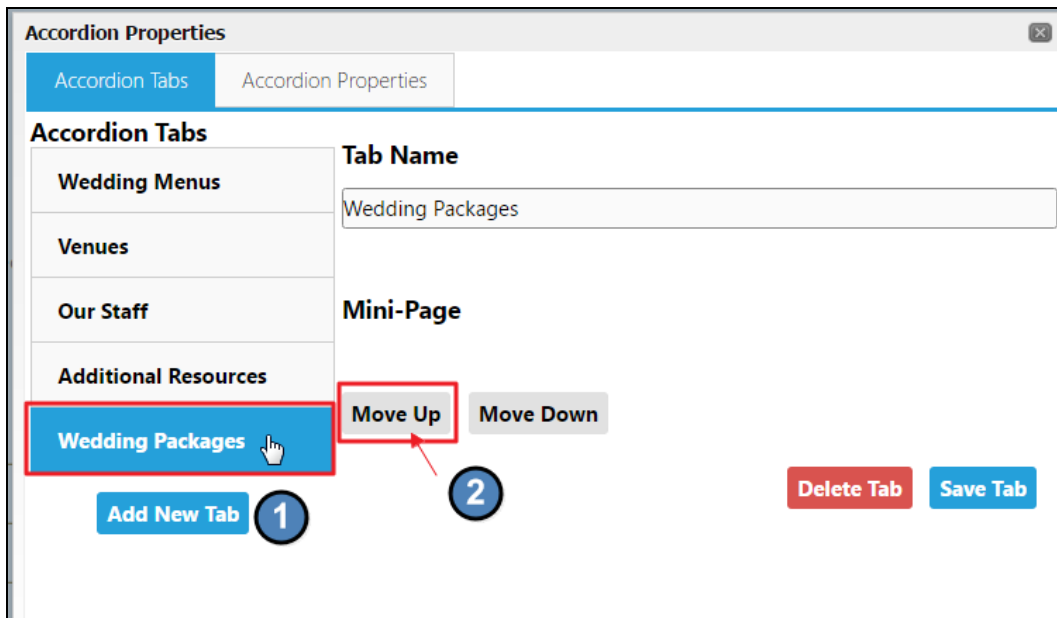 Accordion Properties
Accordion Tabs
Accordion Properties
Accordion Tabs
Wedding Menus
Venues
Our Staff
Additional Resources
Wedding Packages
Add New Tab
1
Tab Name
Wedding Packages
Mini-Page
Move Up
Move Down
2
Delete Tab
Save Tab